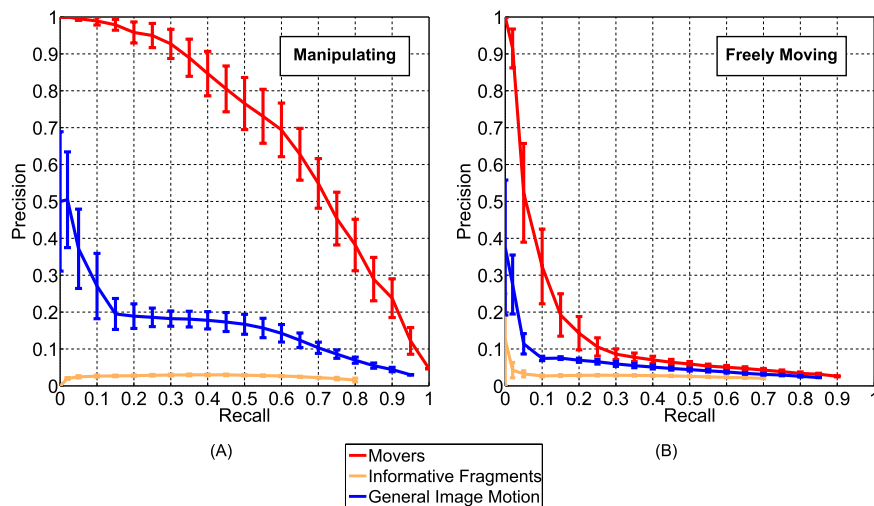 Manipulating
Precision
1
0.9
0.8
0.7
0.6
0.5
0.4
0.3
0.2
0.1
0
0 0.1 0.2 0.3 0.4 0.5 0.6 0.7 0.8 0.9 1
Recall
(A)
Freely Moving
Precision
1
0.9
0.8
0.7
0.6
0.5
0.4
0.3
0.2
0.1
0
0 0.1 0.2 0.3 0.4 0.5 0.6 0.7 0.8 0.9 1
Recall
(B)
Movers
Informative Fragments
General Image Motion